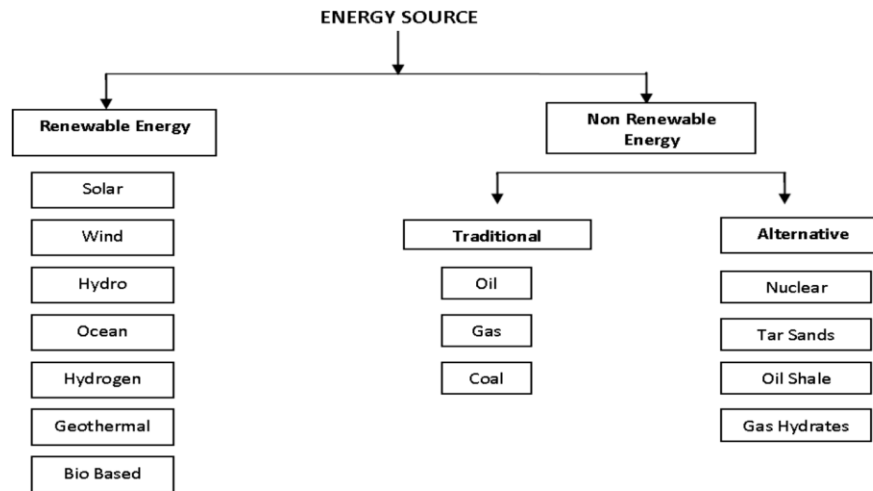 ENERGY SOURCE
Renewable Energy
Solar
Wind
Hydro
Ocean
Hydrogen
Geothermal
Bio Based
Non Renewable
Energy
Traditional
Oil
Gas
Coal
Alternative
Nuclear
Tar Sands
Oil Shale
Gas Hydrates